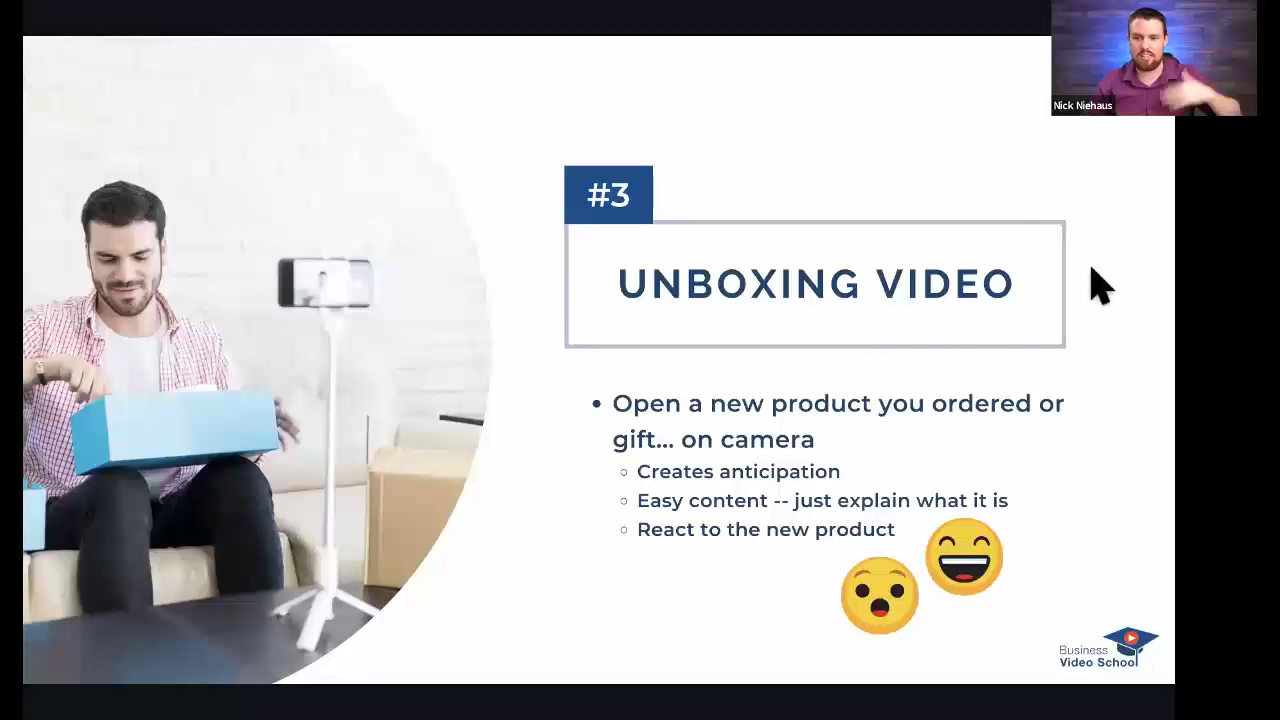 Nick Niehaus
#3
UNBOXING VIDEO
• Open a new product you ordered or
gift... on camera
○ Creates anticipation
○ Easy content -- just explain what it is
○ React to the new product
Business
Video School